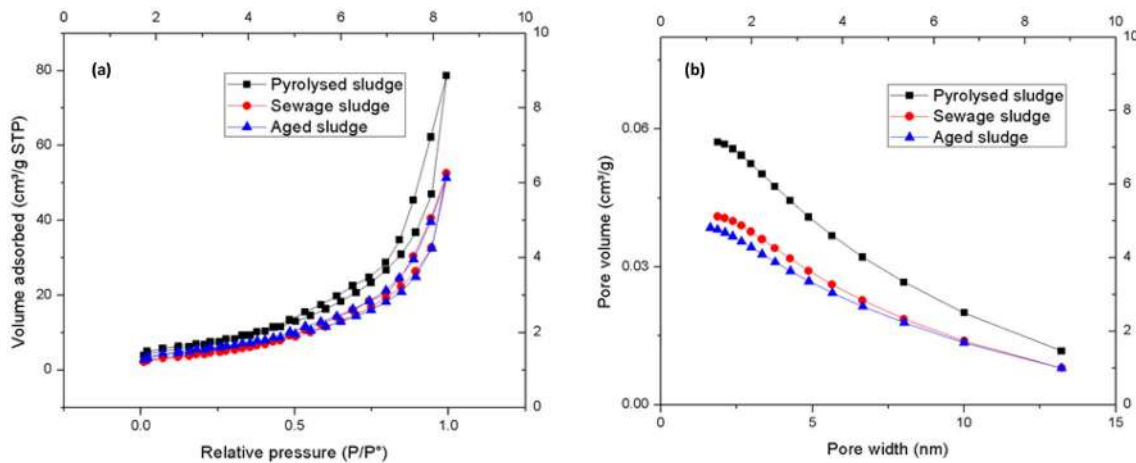 0 2 4 6 8 10
(a)
Pyrolysed sludge
Sewage sludge
Aged sludge
80
60
40
20
0
10
8
6
4
2
0
Volume adsorbed (cm³/g STP)
0.0 0.5 1.0
Relative pressure (P/P°)
0 2 4 6 8 10
(b)
Pyrolysed sludge
Sewage sludge
Aged sludge
0.06
0.03
0.00
10
8
6
4
2
0
Pore volume (cm³/g)
0 5 10 15
Pore width (nm)